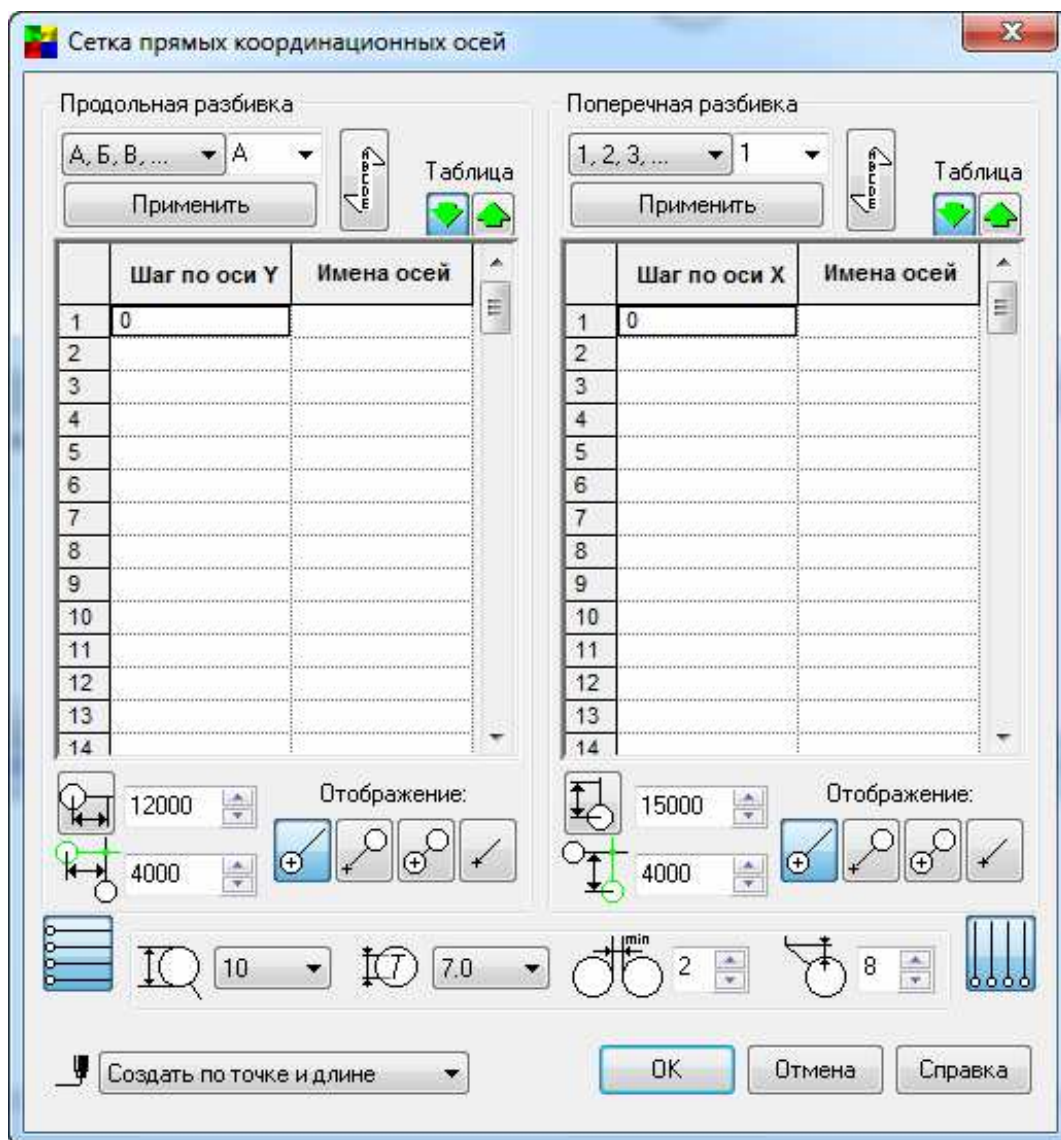 Сетка прямых координационных осей
Продольная разбивка
А, Б, В, ... А
ABCDE
Таблица
Применить
Шаг по оси Y Имена осей
1 0
2
3
4
5
6
7
8
9
10
11
12
13
14
12000
Отображение:
4000
Поперечная разбивка
1, 2, 3, ... 1
ABCDE
Таблица
Применить
Шаг по оси X Имена осей
1 0
2
3
4
5
6
7
8
9
10
11
12
13
14
15000
Отображение:
4000
10
T
7.0
min
2
8
Создать по точке и длине
OK
Отмена
Справка